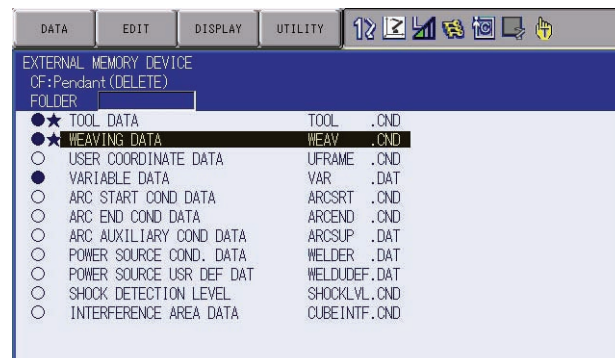 DATA EDIT DISPLAY UTILITY
EXTERNAL MEMORY DEVICE
CF:Pendant(DELETE)
FOLDER
●★ TOOL DATA TOOL .CND
●★ WEAVING DATA WEAV .CND
○ USER COORDINATE DATA UFRAME .CND
● VARIABLE DATA VAR .DAT
○ ARC START COND DATA ARCSRT .CND
○ ARC END COND DATA ARCEND .CND
○ ARC AUXILIARY COND DATA ARCSUP .DAT
○ POWER SOURCE COND. DATA WELDER .DAT
○ POWER SOURCE USR DEF DAT WELDUDEF.DAT
○ SHOCK DETECTION LEVEL SHOCKLVL.CND
○ INTERFERENCE AREA DATA CUBEINTF.CND